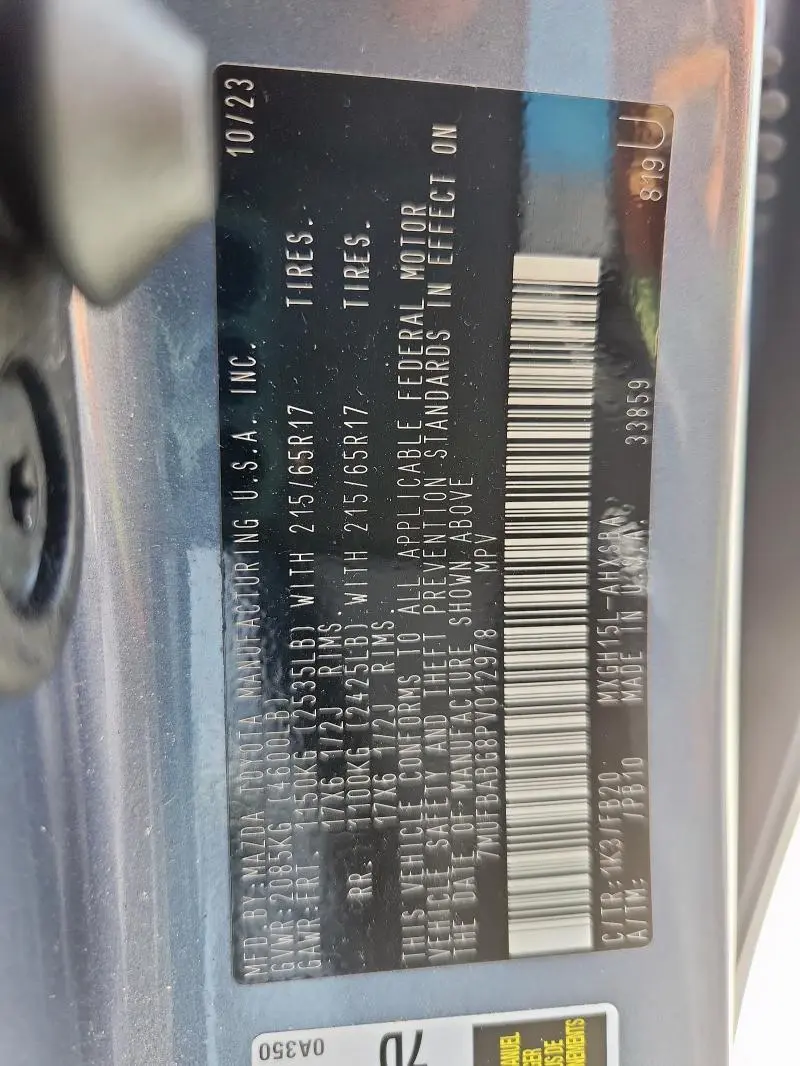 MFD.BY:MAZDA TOYOTA MANUFACTURING U.S.A. INC. 10/23
GVWR:2085KG (4600LB)
GAWR:FRT. 1150KG (2535LB) WITH 215/65R17 TIRES.
17X6 1/2J RIMS.
RR. 1100KG (2425LB) WITH 215/65R17 TIRES.
17X6 1/2J RIMS.
THIS VEHICLE CONFORMS TO ALL APPLICABLE FEDERAL MOTOR
VEHICLE SAFETY AND THEFT PREVENTION STANDARDS IN EFFECT ON
THE DATE OF MANUFACTURE SHOWN ABOVE
7MUFBABG8PV012978 MPV
C/TR:1K3/FB20 MXGH15L-AHXSBA
A/TM: /PB10 MADE IN U.S.A. 33859 819U
7D
0A350